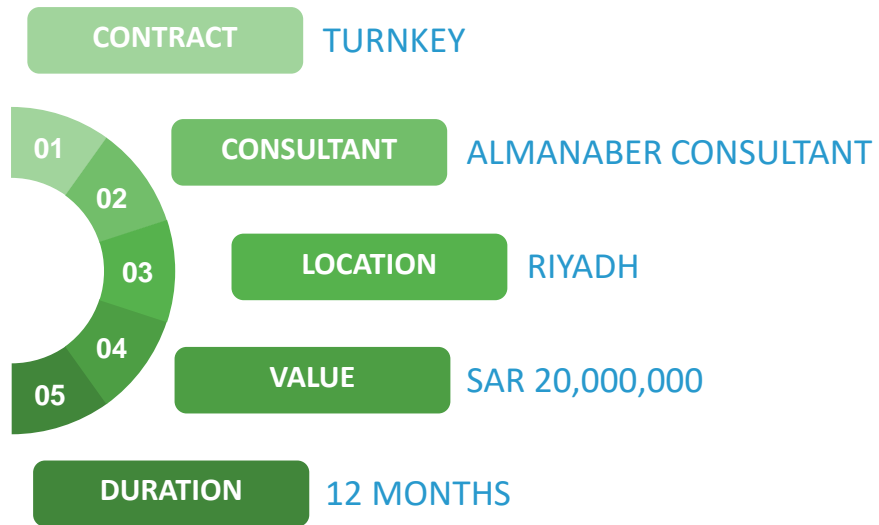 CONTRACT TURNKEY
01
CONSULTANT ALMANABER CONSULTANT
02
LOCATION RIYADH
03
04
VALUE SAR 20,000,000
05
DURATION 12 MONTHS